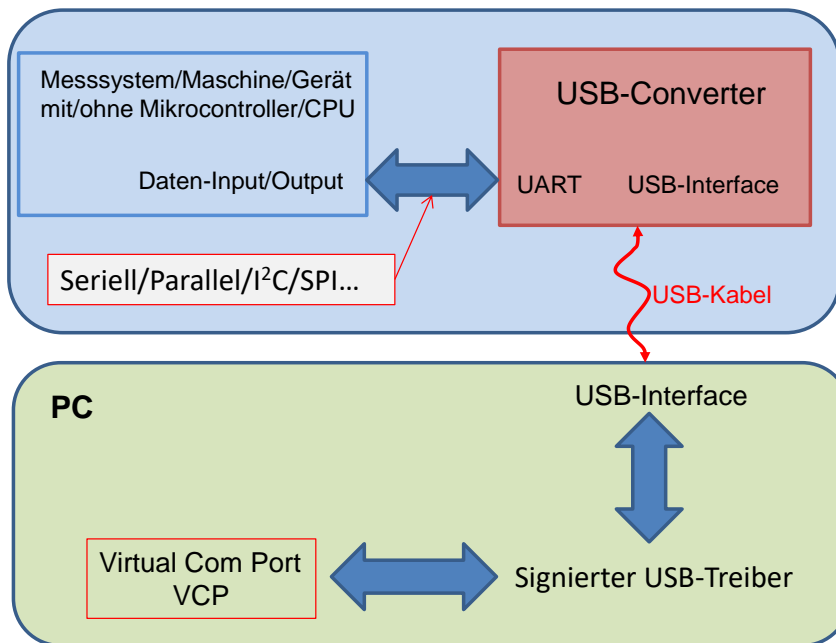 Messsystem/Maschine/Gerät
mit/ohne Mikrocontroller/CPU
Daten-Input/Output
USB-Converter
UART
USB-Interface
Seriell/Parallel/I²C/SPI…
USB-Kabel
PC
USB-Interface
Virtual Com Port
VCP
Signierter USB-Treiber